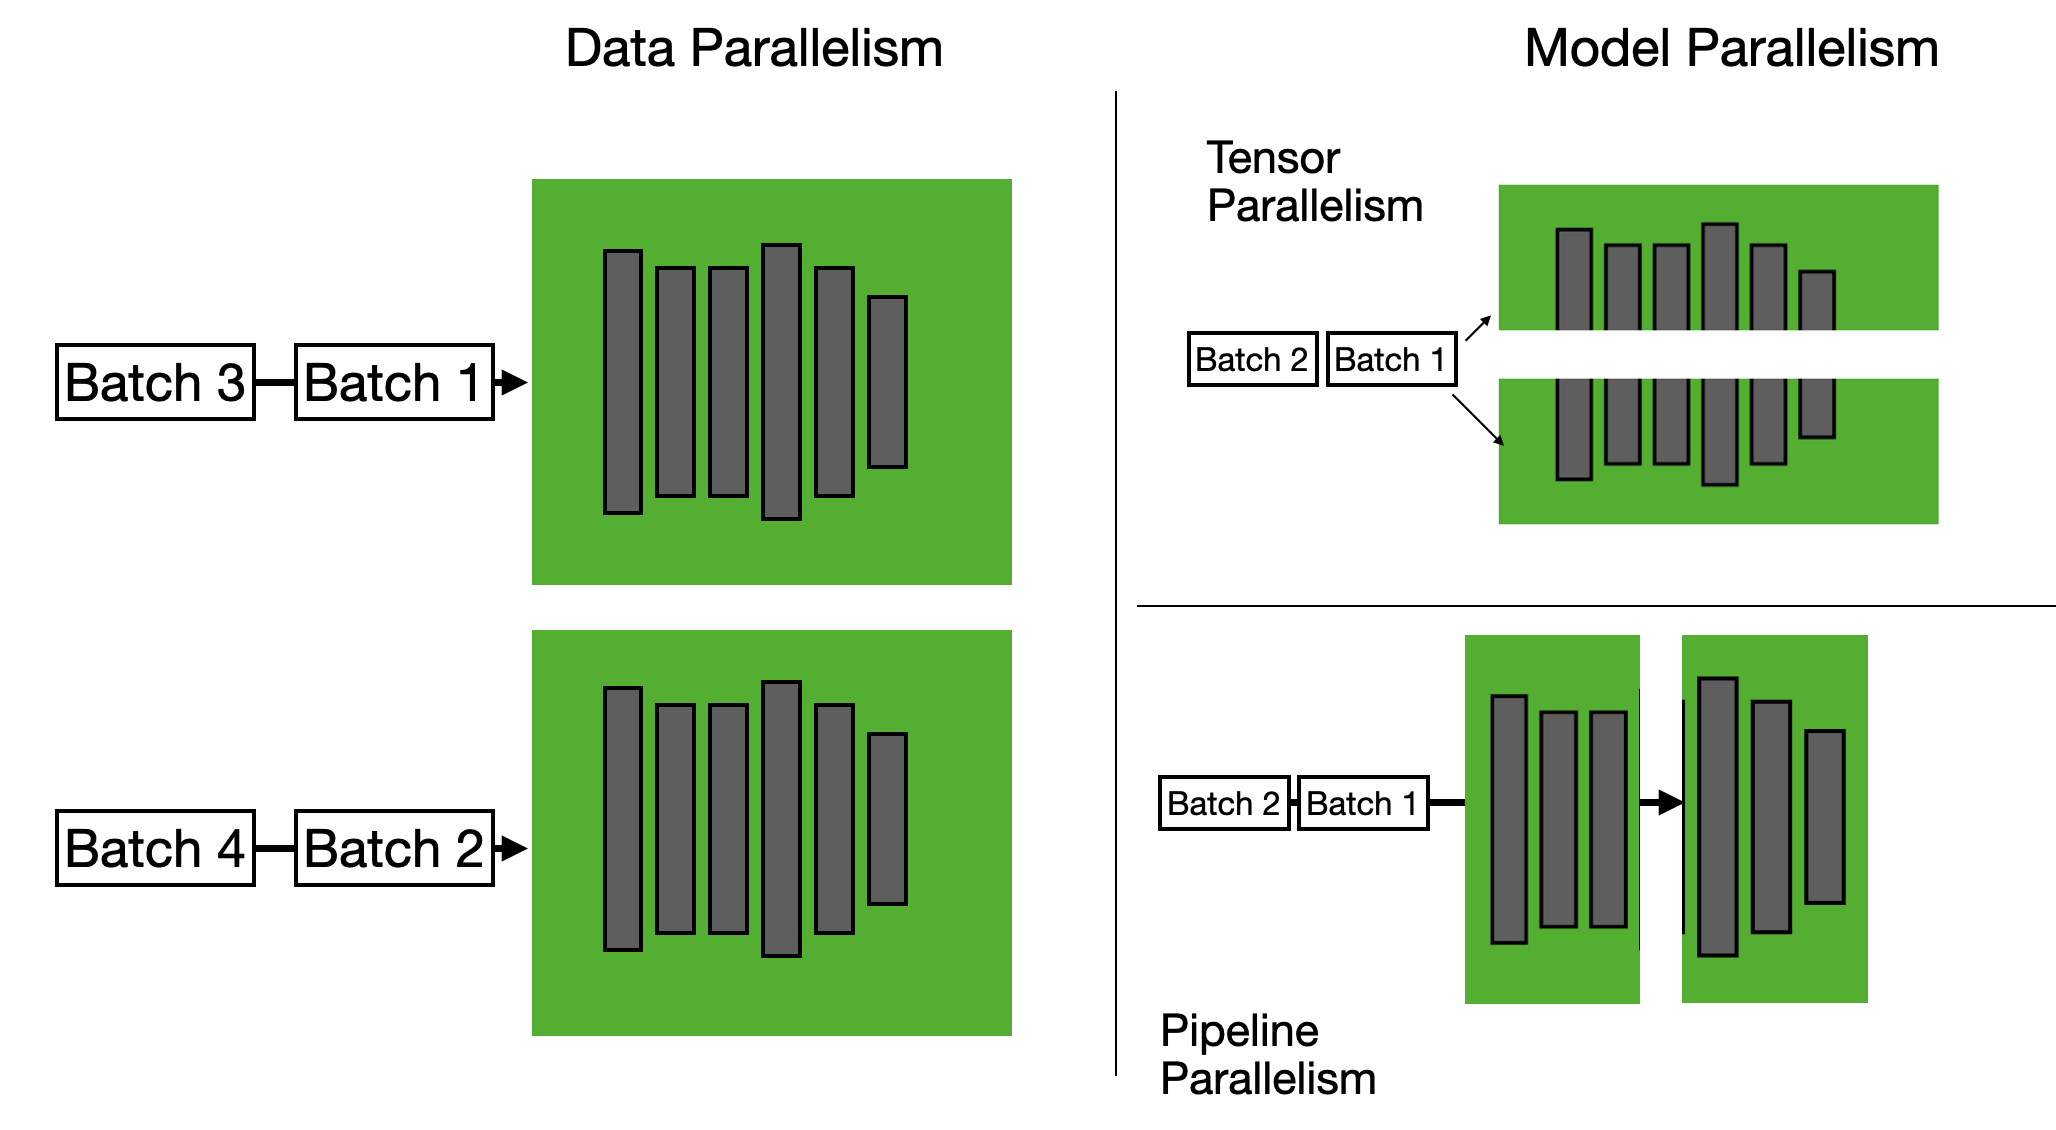 Data Parallelism
Batch 3
Batch 1
Batch 4
Batch 2
Model Parallelism
Tensor
Parallelism
Batch 2
Batch 1
Batch 2
Batch 1
Pipeline
Parallelism